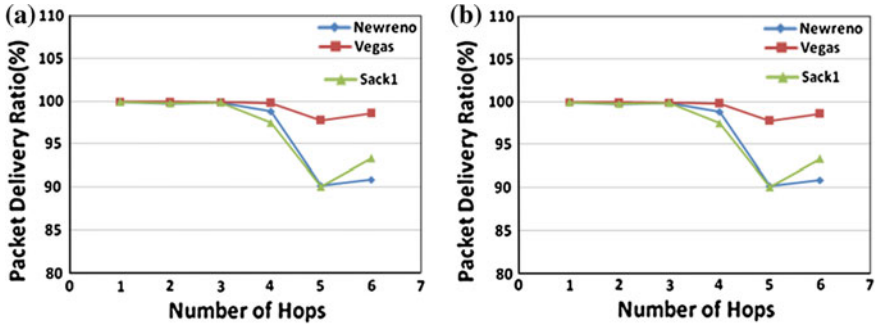 (a)
Packet Delivery Ratio(%)
110
105
100
95
90
85
80
0 1 2 3 4 5 6 7
Number of Hops
Newreno
Vegas
Sack1
(b)
Packet Delivery Ratio(%)
110
105
100
95
90
85
80
0 1 2 3 4 5 6 7
Number of Hops
Newreno
Vegas
Sack1